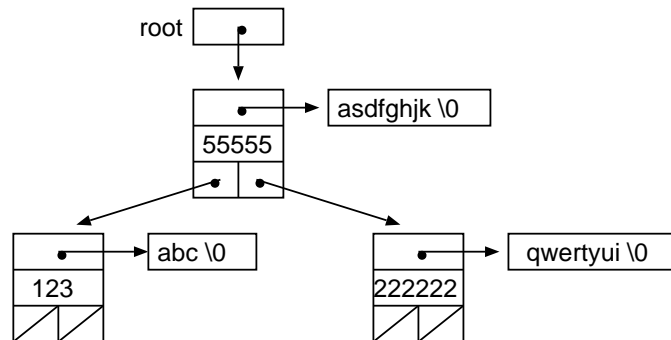 root
asdfghjk \0
55555
abc \0
qwertyui \0
123
222222